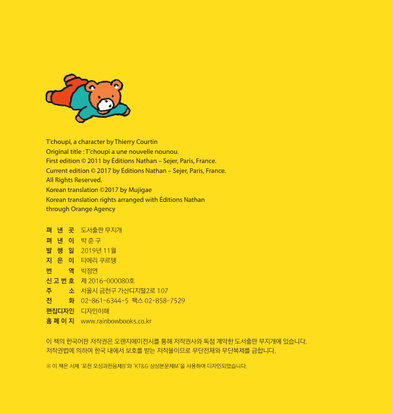 T'choupi, a character by Thierry Courtin
Original title : T'choupi a une nouvelle nounou.
First edition © 2011 by Éditions Nathan – Sejer, Paris, France.
Current edition © 2017 by Éditions Nathan – Sejer, Paris, France.
All Rights Reserved.
Korean translation ©2017 by Mujigae
Korean translation rights arranged with Éditions Nathan
through Orange Agency
펴 낸 곳 도서출판 무지개
펴 낸 이 박 준 구
발 행 일 2019년 11월
지 은 이 티에리 쿠르탱
번 역 박정연
신고번호 제 2016-000080호
주 소 서울시 금천구 가산디지털2로 107
전 화 02-861-6344~5 팩스 02-858-7529
편집디자인 디자인이해
홈페이지 www.rainbowbooks.co.kr
이 책의 한국어판 저작권은 오렌지에이전시를 통해 저작권사와 독점 계약한 도서출판 무지개에 있습니다.
저작권법에 의하여 한국 내에서 보호를 받는 저작물이므로 무단전재와 무단복제를 금합니다.
※ 이 책은 서체 '포천 오성과한음체B'와 'KT&G 상상본문체M'을 사용하여 디자인되었습니다.